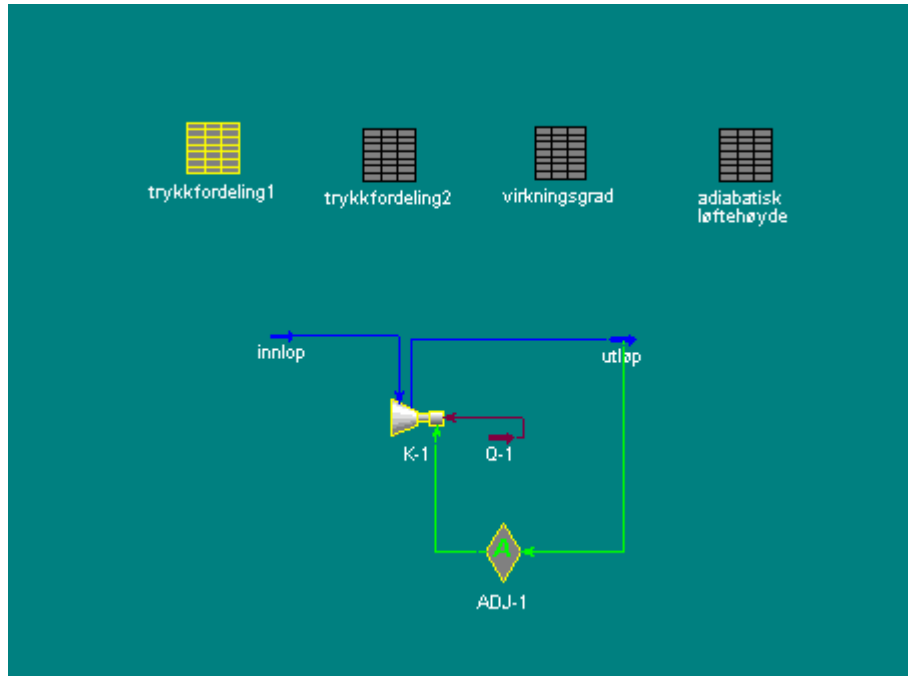 trykkfordeling1
trykkfordeling2
virkningsgrad
adiabatisk
løftehøyde
innlop
utløp
K-1
Q-1
A
ADJ-1